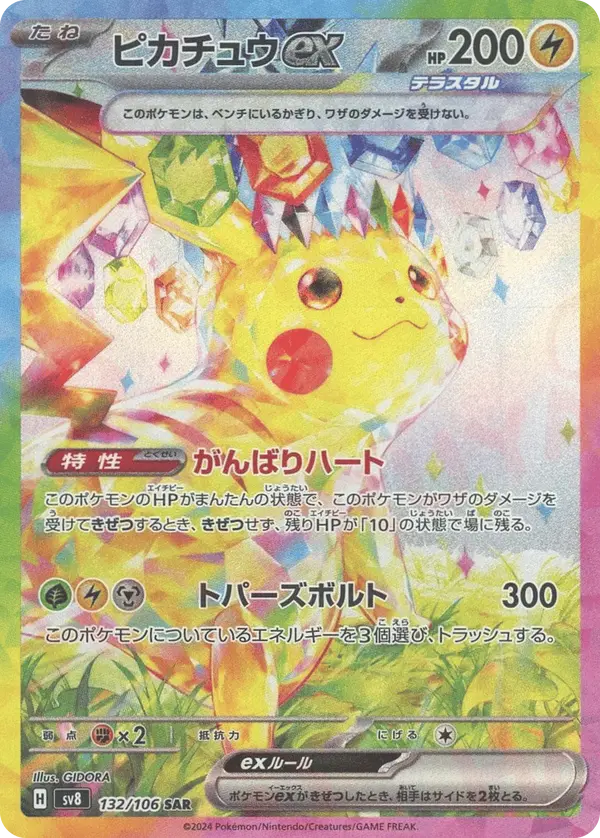 たね
ピカチュウex
HP200
テラスタル
このポケモンは、ベンチにいるかぎり、ワザのダメージを受けない。
特性 がんばりハート
このポケモンのHPがまんたんの状態で、このポケモンがワザのダメージを
受けてきぜつするとき、きぜつせず、残りHPが「10」の状態で場に残る。
トパーズボルト 300
このポケモンについているエネルギーを3個選び、トラッシュする。
弱点 ×2 抵抗力 にげる
exルール
ポケモンexがきぜつしたとき、相手はサイドを2枚とる。
Illus. GIDORA
H sv8 132/106 SAR
©2024 Pokémon/Nintendo/Creatures/GAME FREAK.